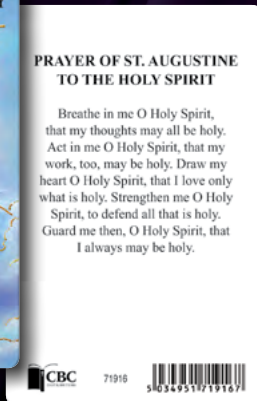 PRAYER OF ST. AUGUSTINE
TO THE HOLY SPIRIT
Breathe in me O Holy Spirit,
that my thoughts may all be holy.
Act in me O Holy Spirit, that my
work, too, may be holy. Draw my
heart O Holy Spirit, that I love only
what is holy. Strengthen me O Holy
Spirit, to defend all that is holy.
Guard me then, O Holy Spirit, that
I always may be holy.
CBC
71916
5 034951 719167